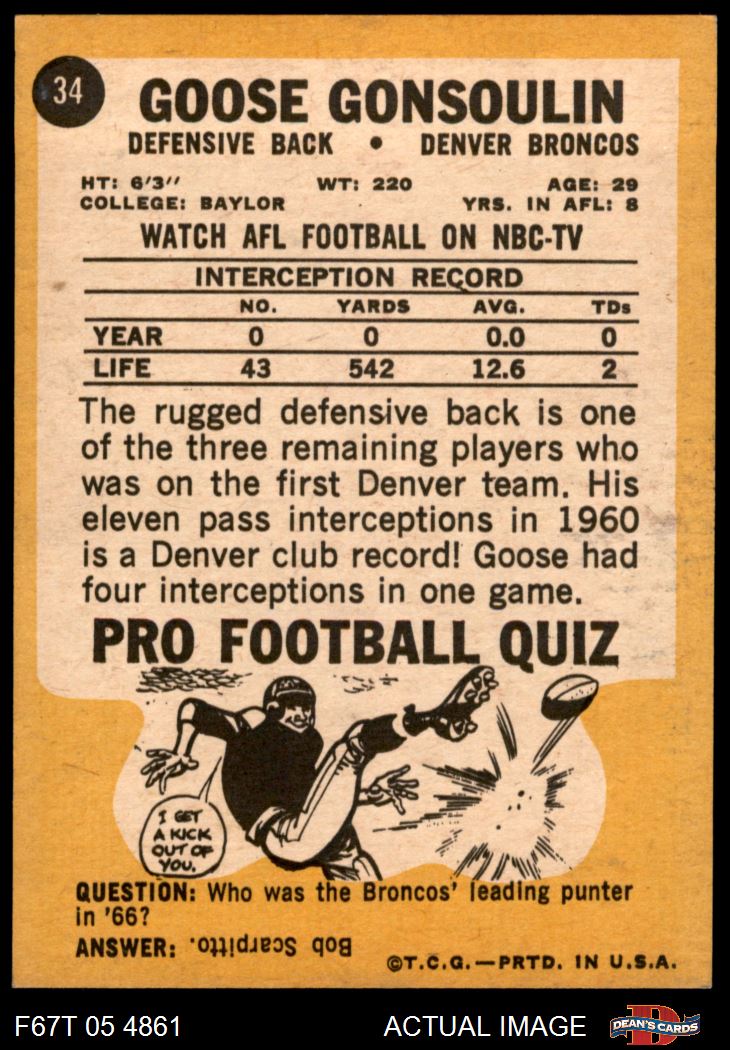 34
GOOSE GONSOULIN
DEFENSIVE BACK • DENVER BRONCOS
HT: 6'3" WT: 220 AGE: 29
COLLEGE: BAYLOR YRS. IN AFL: 8
WATCH AFL FOOTBALL ON NBC-TV
INTERCEPTION RECORD
NO. YARDS AVG. TDs
YEAR 0 0 0.0 0
LIFE 43 542 12.6 2
The rugged defensive back is one
of the three remaining players who
was on the first Denver team. His
eleven pass interceptions in 1960
is a Denver club record! Goose had
four interceptions in one game.
PRO FOOTBALL QUIZ
I GET
A KICK
OUT OF
YOU.
QUESTION: Who was the Broncos' leading punter
in '66?
ANSWER: Bob Scarpitto.
©T.C.G.—PRTD. IN U.S.A.
F67T 05 4861 ACTUAL IMAGE
DEAN'S CARDS